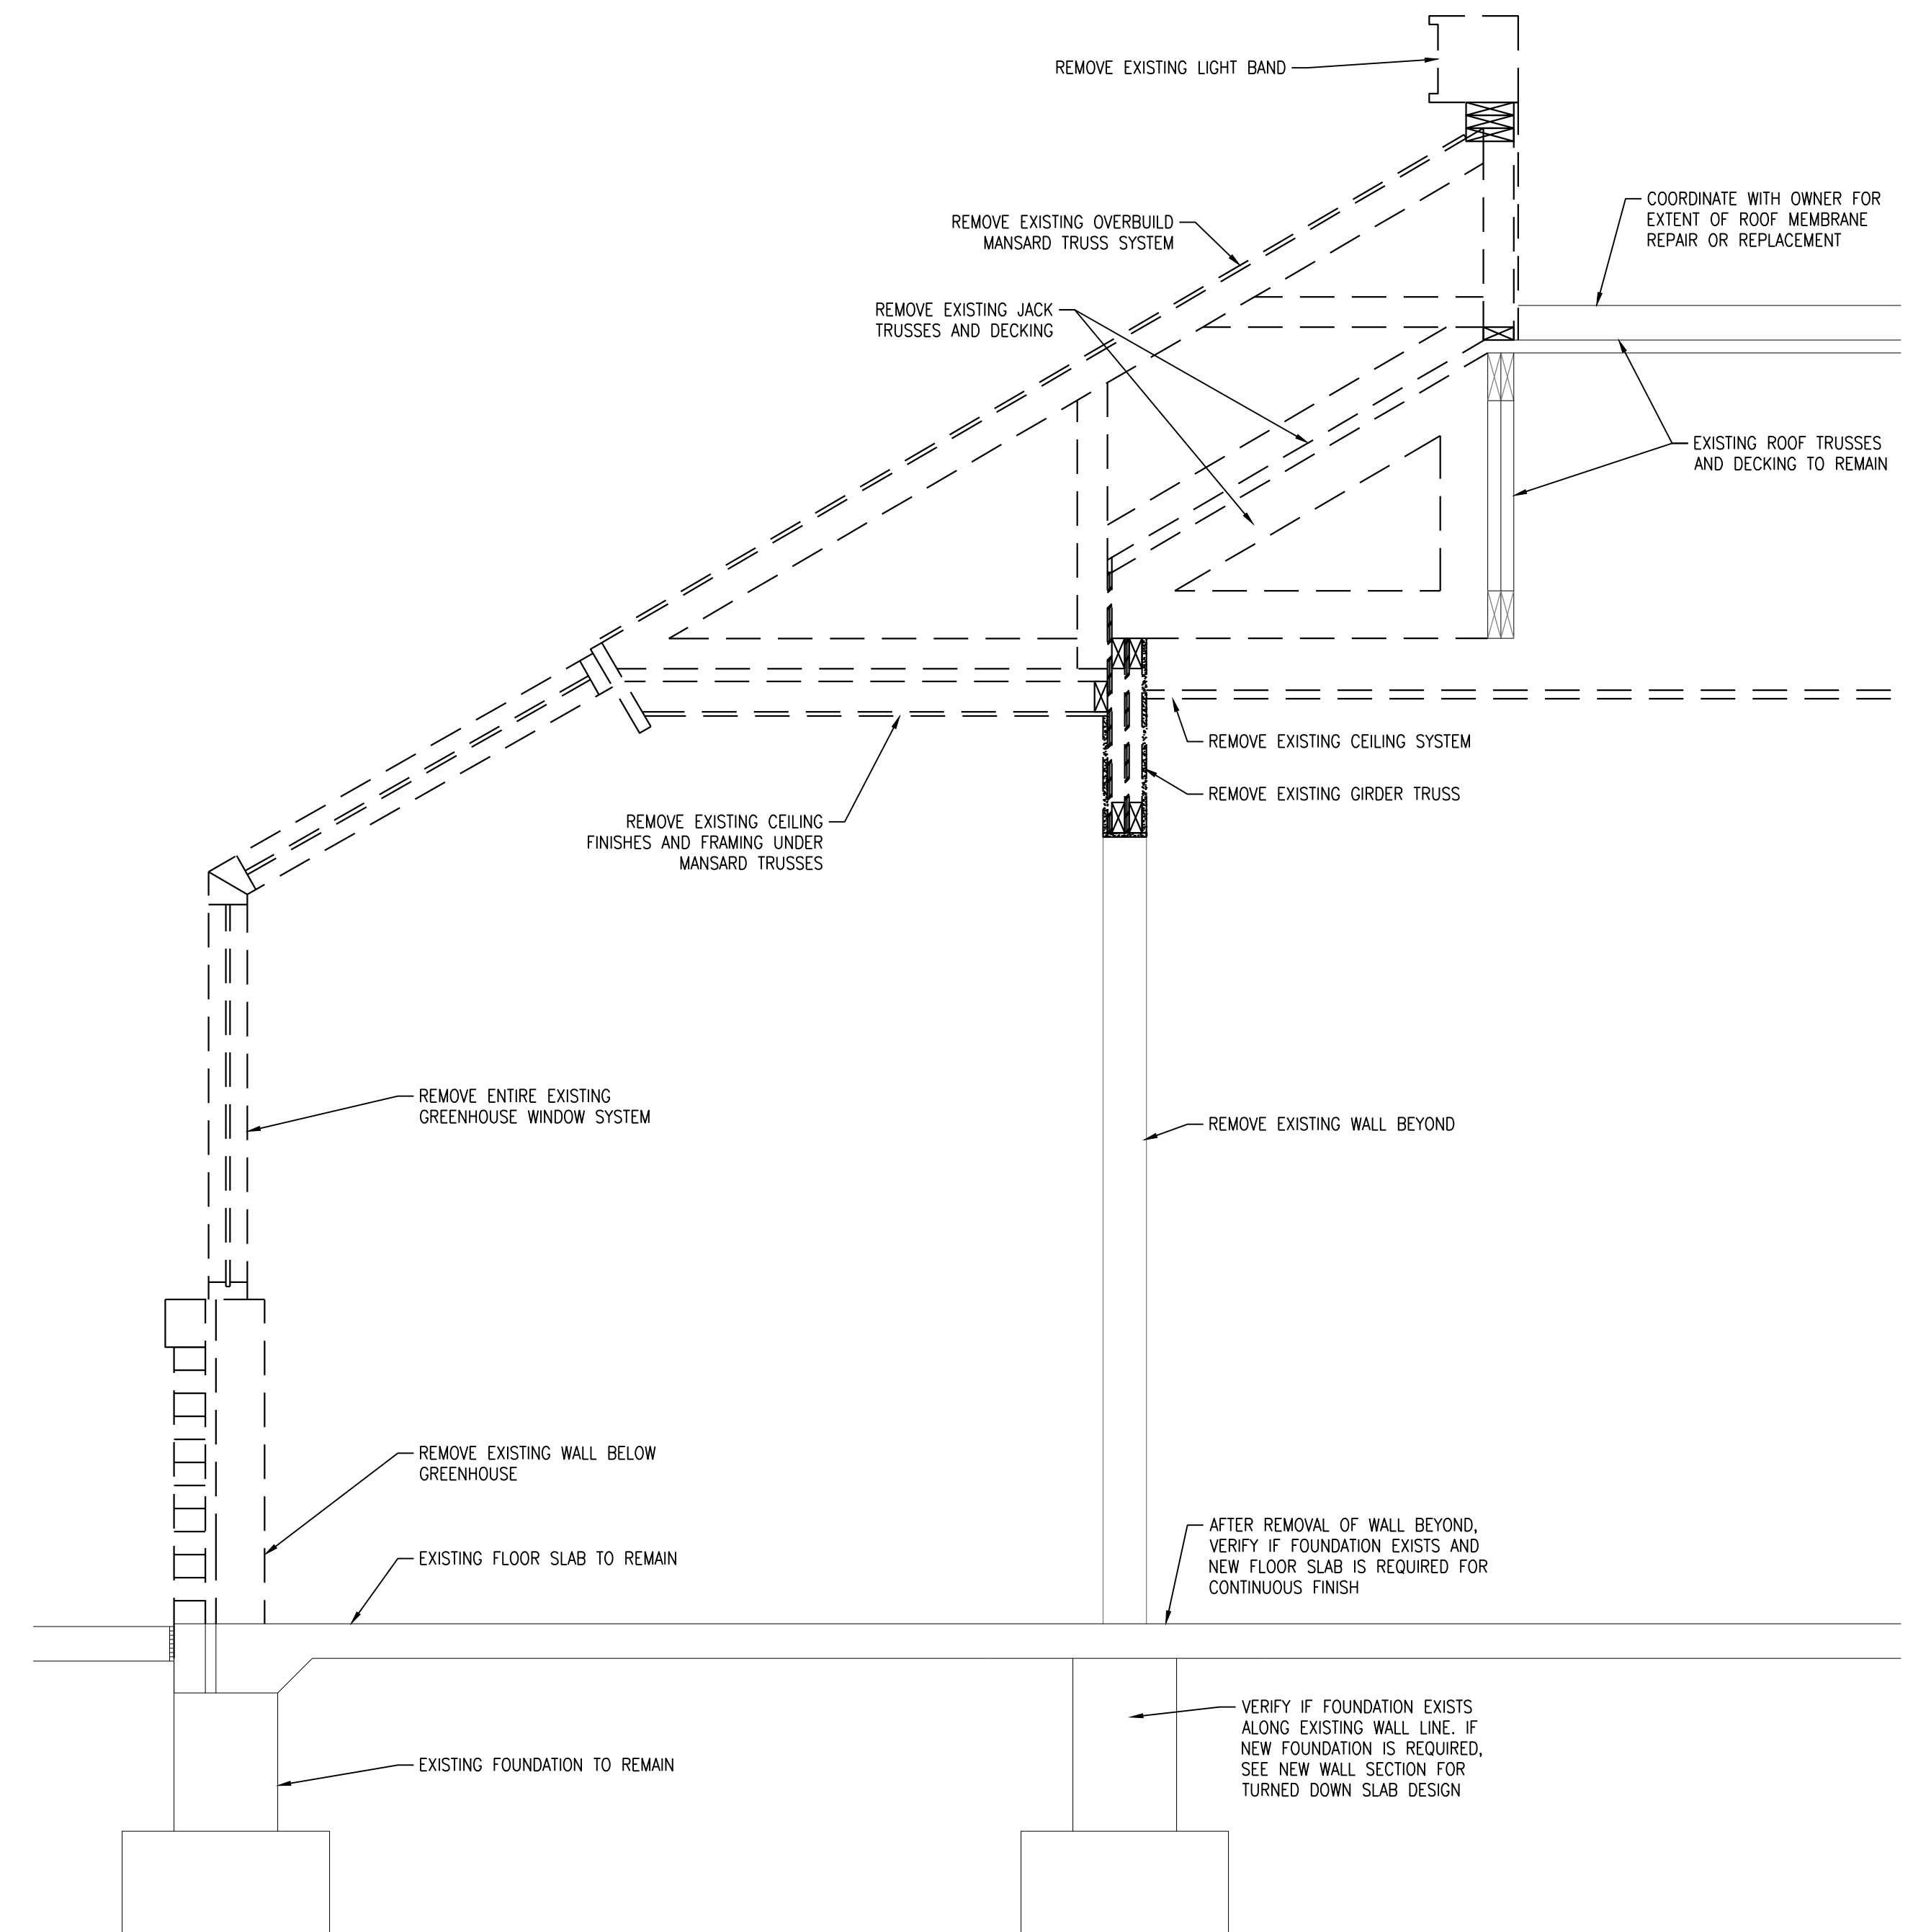 REMOVE EXISTING LIGHT BAND
COORDINATE WITH OWNER FOR
EXTENT OF ROOF MEMBRANE
REPAIR OR REPLACEMENT
REMOVE EXISTING OVERBUILD
MANSARD TRUSS SYSTEM
REMOVE EXISTING JACK
TRUSSES AND DECKING
EXISTING ROOF TRUSSES
AND DECKING TO REMAIN
REMOVE EXISTING CEILING SYSTEM
REMOVE EXISTING GIRDER TRUSS
REMOVE EXISTING CEILING
FINISHES AND FRAMING UNDER
MANSARD TRUSSES
REMOVE ENTIRE EXISTING
GREENHOUSE WINDOW SYSTEM
REMOVE EXISTING WALL BEYOND
REMOVE EXISTING WALL BELOW
GREENHOUSE
EXISTING FLOOR SLAB TO REMAIN
AFTER REMOVAL OF WALL BEYOND,
VERIFY IF FOUNDATION EXISTS AND
NEW FLOOR SLAB IS REQUIRED FOR
CONTINUOUS FINISH
EXISTING FOUNDATION TO REMAIN
VERIFY IF FOUNDATION EXISTS
ALONG EXISTING WALL LINE. IF
NEW FOUNDATION IS REQUIRED,
SEE NEW WALL SECTION FOR
TURNED DOWN SLAB DESIGN